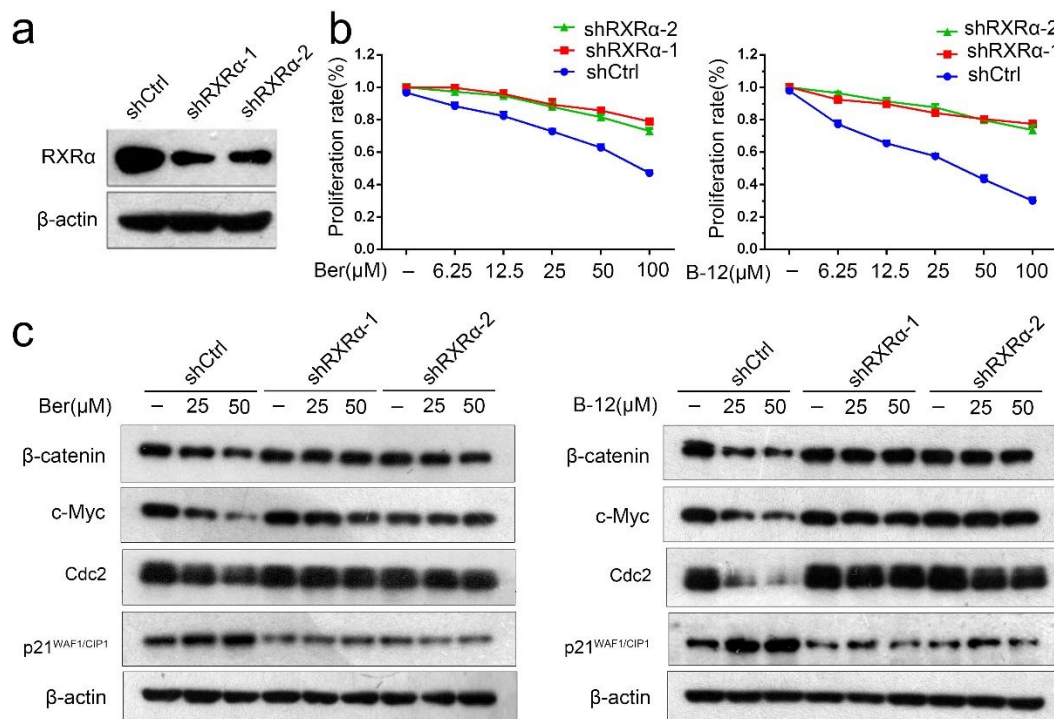 a
shCtrl
shRXRα-1
shRXRα-2
RXRα
β-actin
b
shRXRα-2
shRXRα-1
shCtrl
Proliferation rate(%)
1.2
1.0
0.8
0.6
0.4
0.2
0.0
Ber(μM) – 6.25 12.5 25 50 100
shRXRα-2
shRXRα-1
shCtrl
Proliferation rate(%)
1.2
1.0
0.8
0.6
0.4
0.2
0.0
B-12(μM) – 6.25 12.5 25 50 100
c
shCtrl
shRXRα-1
shRXRα-2
Ber(μM) – 25 50 – 25 50 – 25 50
β-catenin
c-Myc
Cdc2
p21WAF1/CIP1
β-actin
shCtrl
shRXRα-1
shRXRα-2
B-12(μM) – 25 50 – 25 50 – 25 50
β-catenin
c-Myc
Cdc2
p21WAF1/CIP1
β-actin